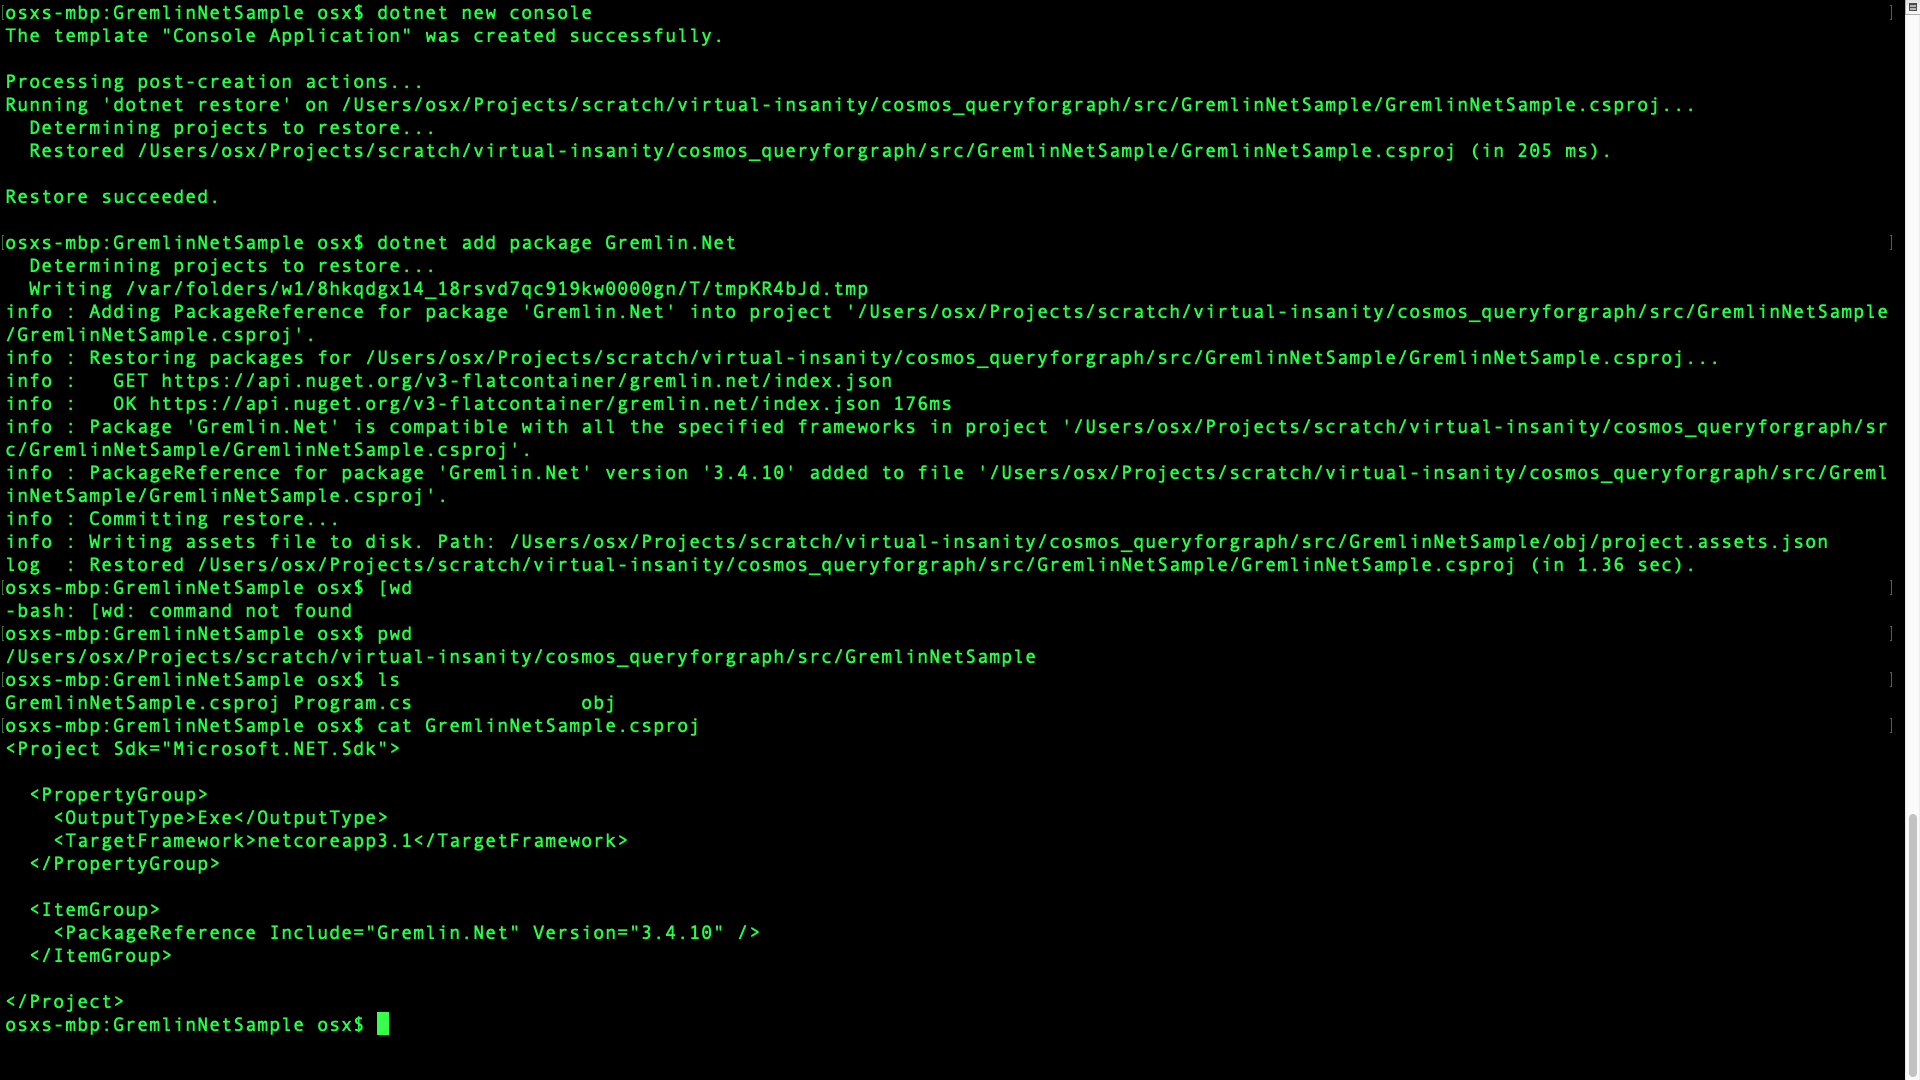 [osxs-mbp:GremlinNetSample osx$ dotnet new console ]
The template "Console Application" was created successfully.
Processing post-creation actions...
Running 'dotnet restore' on /Users/osx/Projects/scratch/virtual-insanity/cosmos_queryforgraph/src/GremlinNetSample/GremlinNetSample.csproj...
  Determining projects to restore...
  Restored /Users/osx/Projects/scratch/virtual-insanity/cosmos_queryforgraph/src/GremlinNetSample/GremlinNetSample.csproj (in 205 ms).
Restore succeeded.
[osxs-mbp:GremlinNetSample osx$ dotnet add package Gremlin.Net ]
  Determining projects to restore...
  Writing /var/folders/w1/8hkqdgx14_18rsvd7qc919kw0000gn/T/tmpKR4bJd.tmp
info : Adding PackageReference for package 'Gremlin.Net' into project '/Users/osx/Projects/scratch/virtual-insanity/cosmos_queryforgraph/src/GremlinNetSample
/GremlinNetSample.csproj'.
info : Restoring packages for /Users/osx/Projects/scratch/virtual-insanity/cosmos_queryforgraph/src/GremlinNetSample/GremlinNetSample.csproj...
info :   GET https://api.nuget.org/v3-flatcontainer/gremlin.net/index.json
info :   OK https://api.nuget.org/v3-flatcontainer/gremlin.net/index.json 176ms
info : Package 'Gremlin.Net' is compatible with all the specified frameworks in project '/Users/osx/Projects/scratch/virtual-insanity/cosmos_queryforgraph/sr
c/GremlinNetSample/GremlinNetSample.csproj'.
info : PackageReference for package 'Gremlin.Net' version '3.4.10' added to file '/Users/osx/Projects/scratch/virtual-insanity/cosmos_queryforgraph/src/Greml
inNetSample/GremlinNetSample.csproj'.
info : Committing restore...
info : Writing assets file to disk. Path: /Users/osx/Projects/scratch/virtual-insanity/cosmos_queryforgraph/src/GremlinNetSample/obj/project.assets.json
log  : Restored /Users/osx/Projects/scratch/virtual-insanity/cosmos_queryforgraph/src/GremlinNetSample/GremlinNetSample.csproj (in 1.36 sec).
[osxs-mbp:GremlinNetSample osx$ [wd ]
-bash: [wd: command not found
[osxs-mbp:GremlinNetSample osx$ pwd ]
/Users/osx/Projects/scratch/virtual-insanity/cosmos_queryforgraph/src/GremlinNetSample
[osxs-mbp:GremlinNetSample osx$ ls ]
GremlinNetSample.csproj Program.cs              obj
[osxs-mbp:GremlinNetSample osx$ cat GremlinNetSample.csproj ]
<Project Sdk="Microsoft.NET.Sdk">
  <PropertyGroup>
    <OutputType>Exe</OutputType>
    <TargetFramework>netcoreapp3.1</TargetFramework>
  </PropertyGroup>
  <ItemGroup>
    <PackageReference Include="Gremlin.Net" Version="3.4.10" />
  </ItemGroup>
</Project>
osxs-mbp:GremlinNetSample osx$